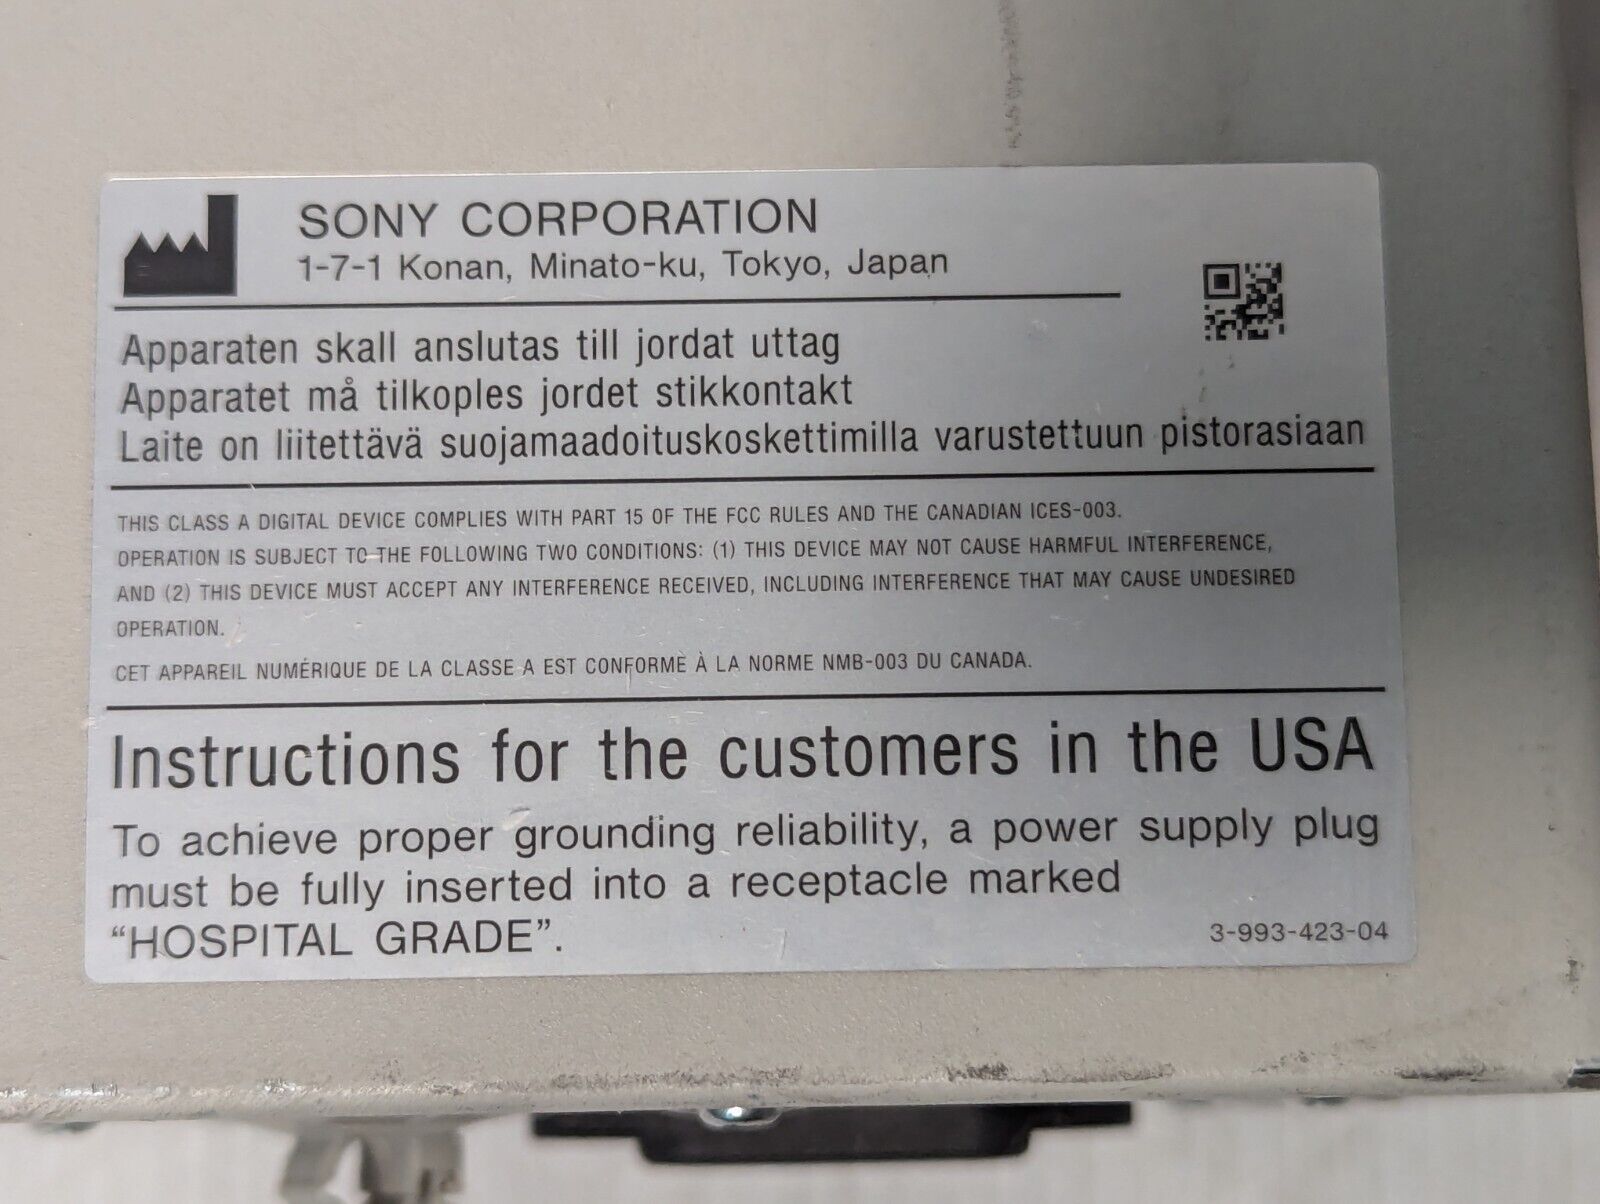 SONY CORPORATION
1-7-1 Konan, Minato-ku, Tokyo, Japan
Apparaten skall anslutas till jordat uttag
Apparatet må tilkoples jordet stikkontakt
Laite on liitettävä suojamaadoituskoskettimilla varustettuun pistorasiaan
THIS CLASS A DIGITAL DEVICE COMPLIES WITH PART 15 OF THE FCC RULES AND THE CANADIAN ICES-003.
OPERATION IS SUBJECT TO THE FOLLOWING TWO CONDITIONS: (1) THIS DEVICE MAY NOT CAUSE HARMFUL INTERFERENCE,
AND (2) THIS DEVICE MUST ACCEPT ANY INTERFERENCE RECEIVED, INCLUDING INTERFERENCE THAT MAY CAUSE UNDESIRED
OPERATION.
CET APPAREIL NUMÉRIQUE DE LA CLASSE A EST CONFORME À LA NORME NMB-003 DU CANADA.
Instructions for the customers in the USA
To achieve proper grounding reliability, a power supply plug
must be fully inserted into a receptacle marked
“HOSPITAL GRADE”.
3-993-423-04